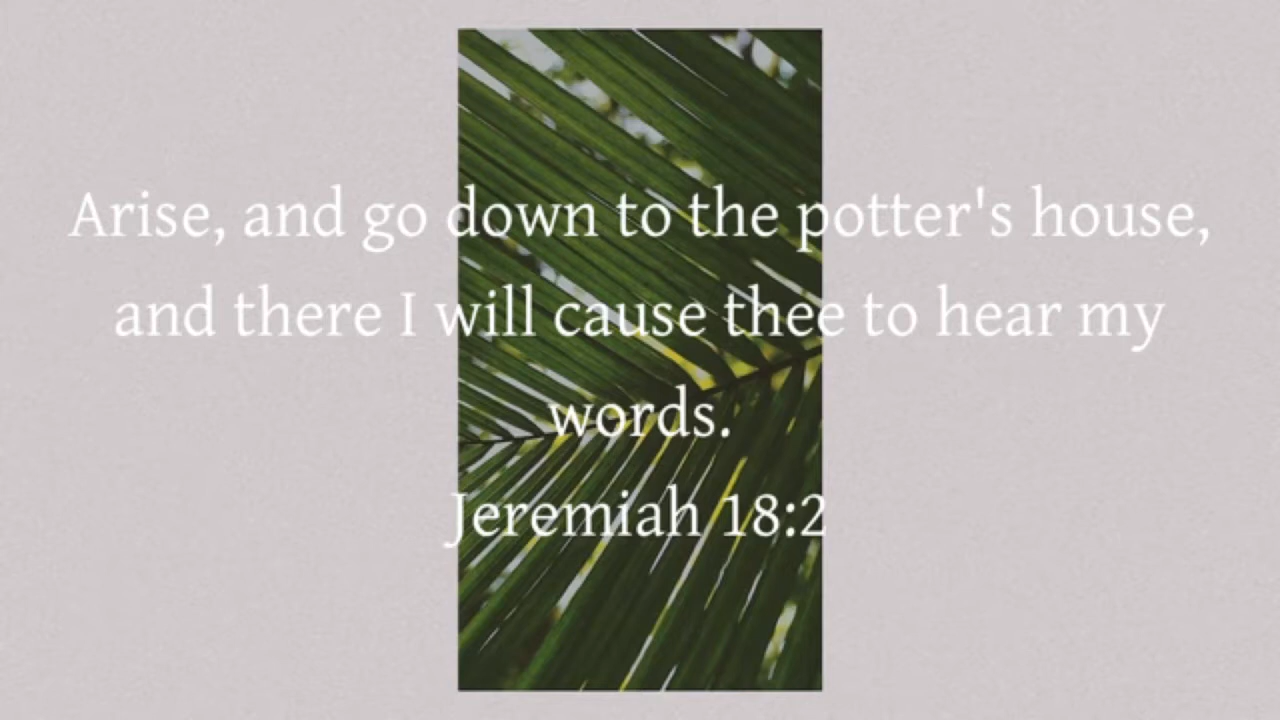 Arise, and go down to the potter's house,
and there I will cause thee to hear my
words.
Jeremiah 18:2